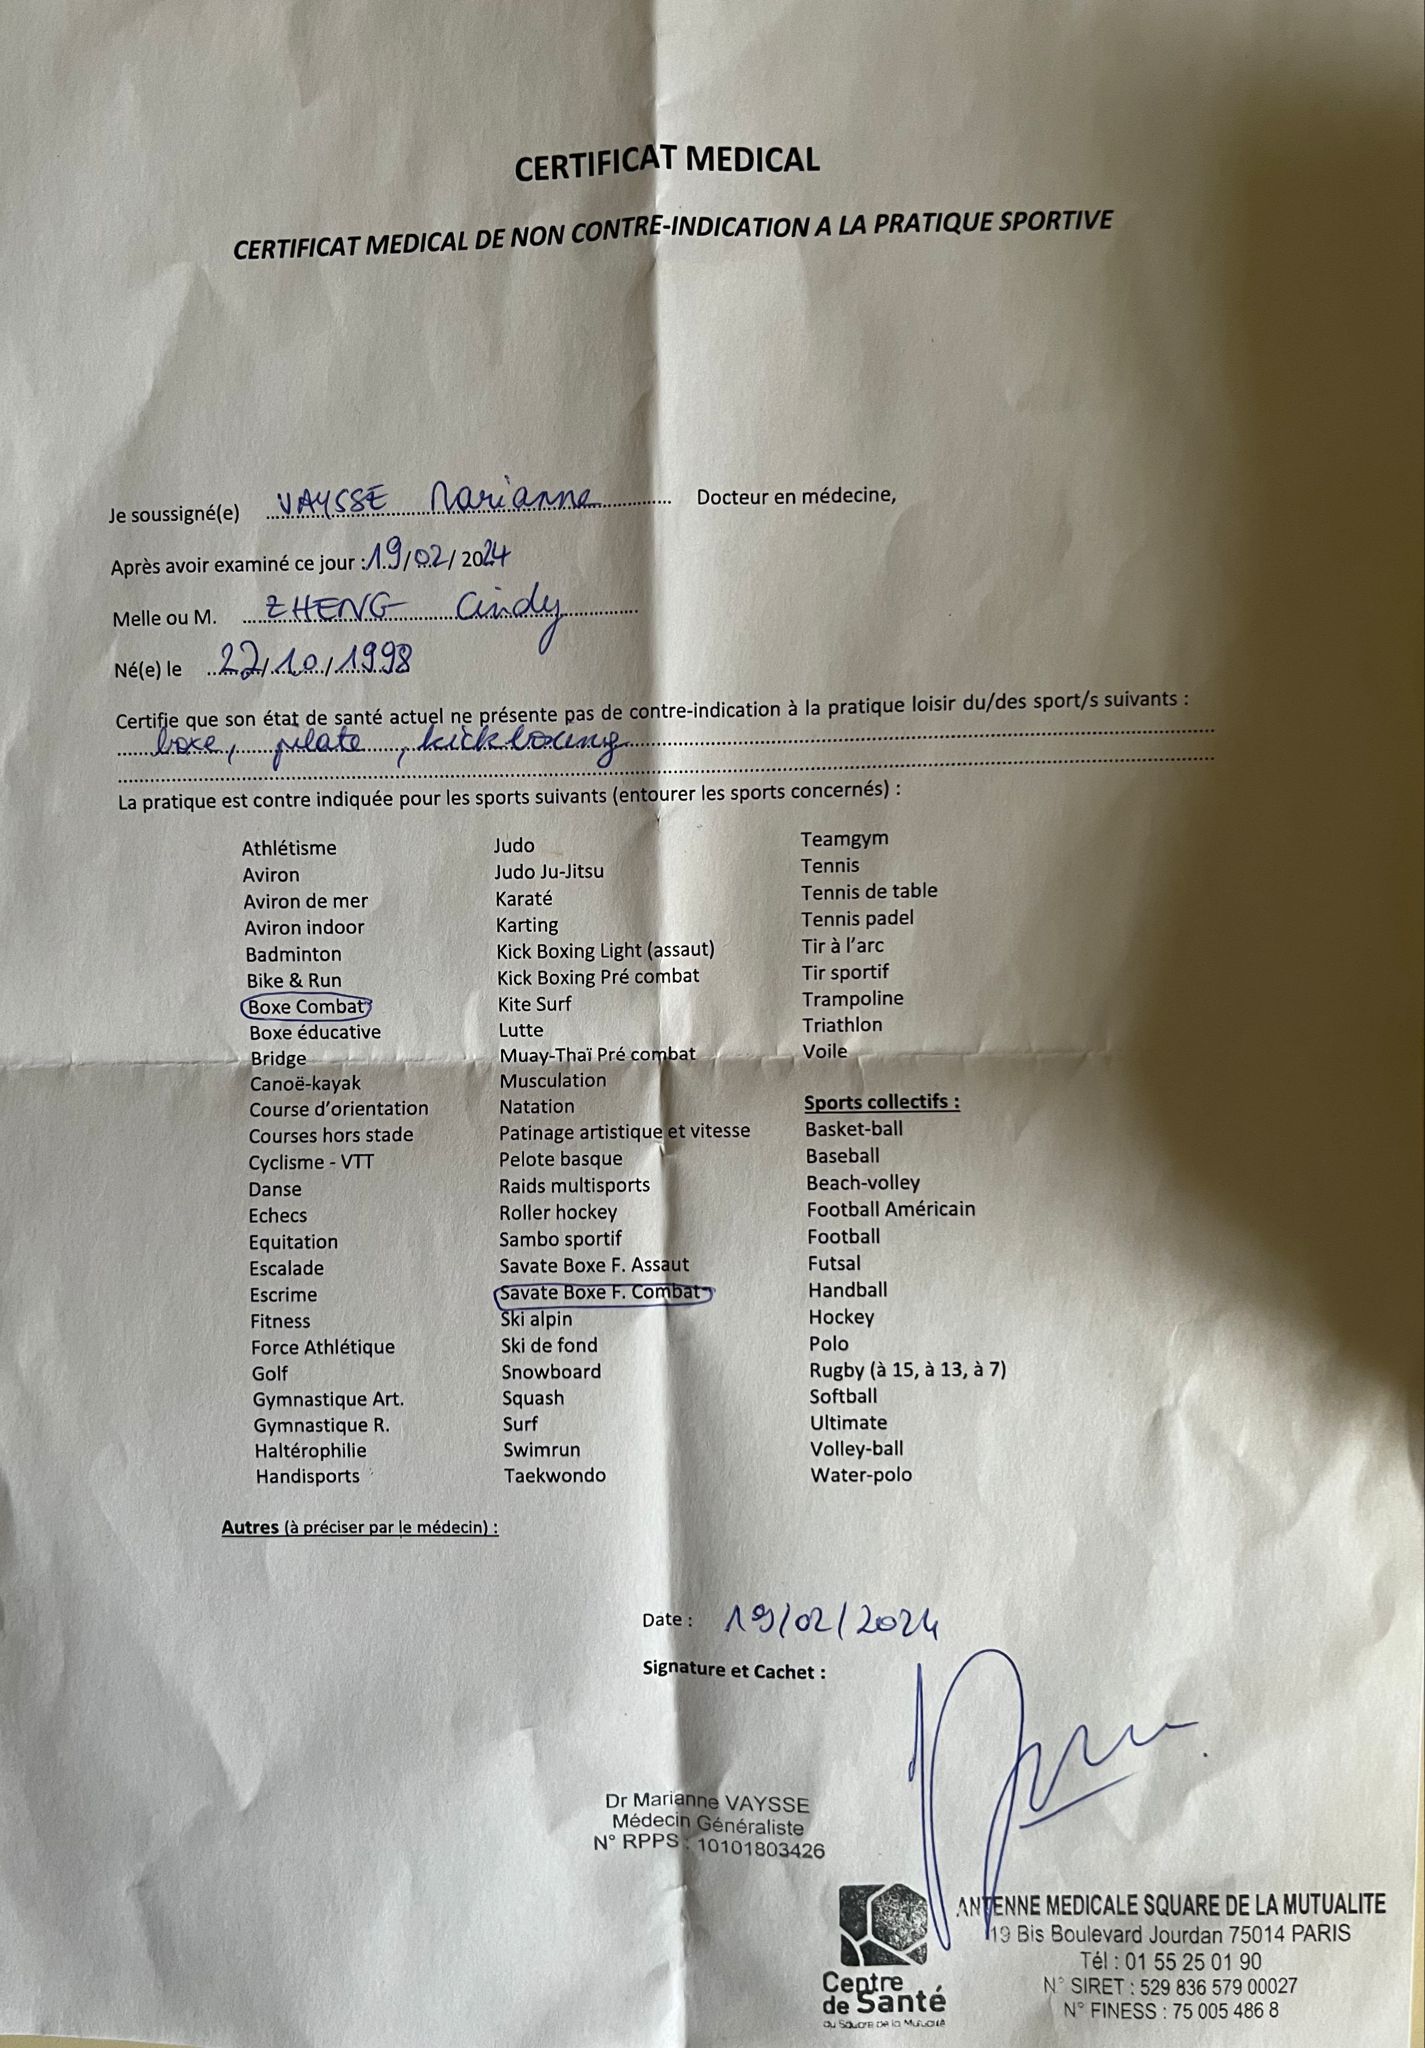 CERTIFICAT MEDICAL
CERTIFICAT MEDICAL DE NON CONTRE-INDICATION A LA PRATIQUE SPORTIVE
Je soussigné(e) VAYSSE Marianne Docteur en médecine,
Après avoir examiné ce jour : 19/02/2024
Melle ou M. ZHENG Cindy
Né(e) le 22/10/1998
Certifie que son état de santé actuel ne présente pas de contre-indication à la pratique loisir du/des sport/s suivants :
boxe, pilate, kickboxing
La pratique est contre indiquée pour les sports suivants (entourer les sports concernés) :
Athlétisme
Aviron
Aviron de mer
Aviron indoor
Badminton
Bike & Run
Boxe Combat
Boxe éducative
Bridge
Canoë-kayak
Course d'orientation
Courses hors stade
Cyclisme - VTT
Danse
Echecs
Equitation
Escalade
Escrime
Fitness
Force Athlétique
Golf
Gymnastique Art.
Gymnastique R.
Haltérophilie
Handisports
Judo
Judo Ju-Jitsu
Karaté
Karting
Kick Boxing Light (assaut)
Kick Boxing Pré combat
Kite Surf
Lutte
Muay-Thaï Pré combat
Musculation
Natation
Patinage artistique et vitesse
Pelote basque
Raids multisports
Roller hockey
Sambo sportif
Savate Boxe F. Assaut
Savate Boxe F. Combat
Ski alpin
Ski de fond
Snowboard
Squash
Surf
Swimrun
Taekwondo
Teamgym
Tennis
Tennis de table
Tennis padel
Tir à l'arc
Tir sportif
Trampoline
Triathlon
Voile
Sports collectifs :
Basket-ball
Baseball
Beach-volley
Football Américain
Football
Futsal
Handball
Hockey
Polo
Rugby (à 15, à 13, à 7)
Softball
Ultimate
Volley-ball
Water-polo
Autres (à préciser par le médecin) :
Date : 19/02/2024
Signature et Cachet :
Dr Marianne VAYSSE
Médecin Généraliste
N° RPPS : 10101803426
Centre
de Santé
du Square de la Mutualité
ANTENNE MEDICALE SQUARE DE LA MUTUALITE
19 Bis Boulevard Jourdan 75014 PARIS
Tél : 01 55 25 01 90
N° SIRET : 529 836 579 00027
N° FINESS : 75 005 486 8